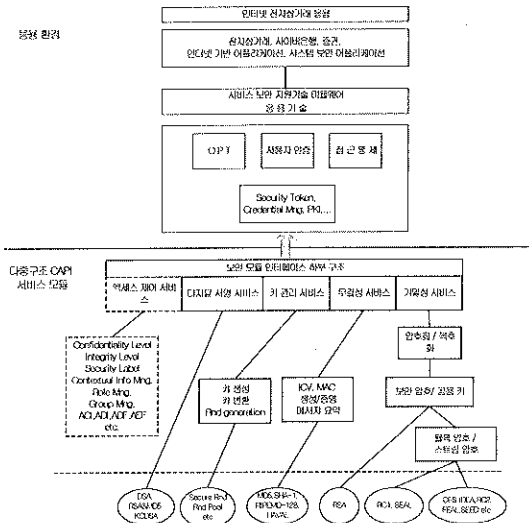 인터넷 전자상거래 응용
응용 환경
전자상거래, 사이버은행, 증권,
인터넷 기반 어플리케이션, 시스템 보안 어플리케이션
서비스 보안 지원기술 미들웨어
응 용 기 술
O P T
사용자 인증
접 근 통 제
Security Token,
Credential Mng, PKI,...
다중구조 CAPI
서비스 모듈
보안 모듈 인터페이스 하부 구조
액세스 제어 서비
스
디지털 서명 서비스
키 관리 서비스
무결성 서비스
기밀성 서비스
Confidentiality Level
Integrity Level
Security Label
Contextual Info Mng,
Role Mng,
Group Mng,
ACI,ADI,ADF,AEF
etc.
암호화 / 복호
화
키 생성
키 변환
Rnd generation
ICV, MAC
생성/증명
메시지 요약
보안 암호/ 공용 키
블록 암호 /
스트림 암호
DSA,
RSAMD5
KCDSA
Secure Rnd
Rnd Pool
etc
MD5,SHA-1,
RIPEMD-128,
HAVAL
RSA
RC4, SEAL
DES,IDEA,RC2,
REAL,SEED etc